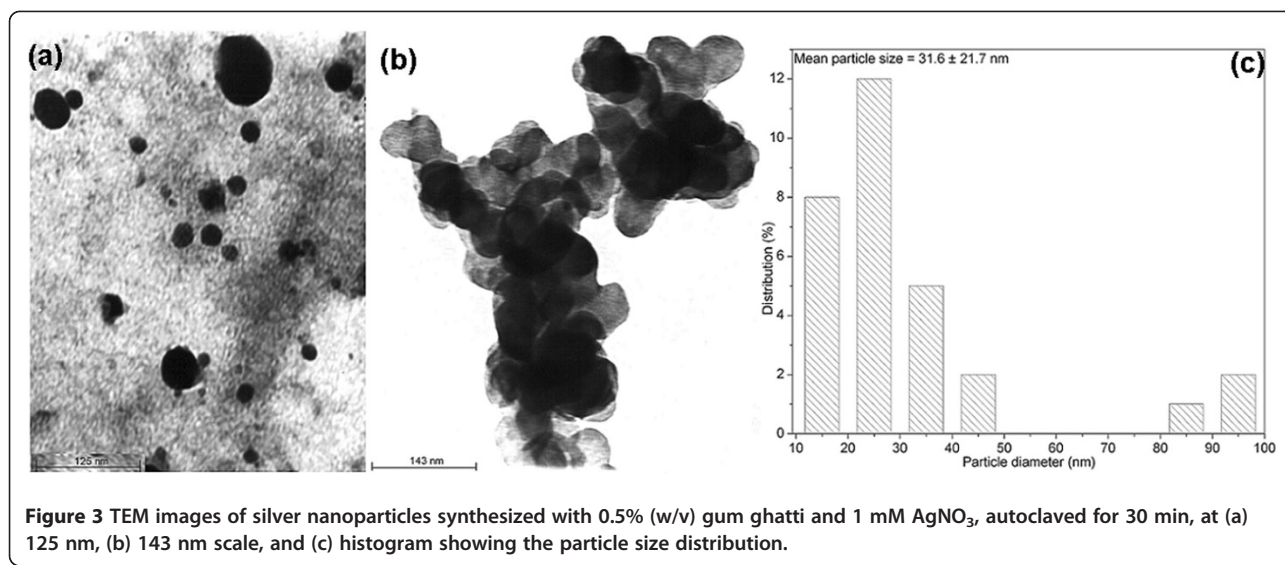 (a)
125 nm
(b)
143 nm
(c)
Mean particle size = 31.6 ± 21.7 nm
12
10
8
6
4
2
0
Distribution (%)
10 20 30 40 50 60 70 80 90 100
Particle diameter (nm)
Figure 3 TEM images of silver nanoparticles synthesized with 0.5% (w/v) gum ghatti and 1 mM AgNO₃, autoclaved for 30 min, at (a)
125 nm, (b) 143 nm scale, and (c) histogram showing the particle size distribution.